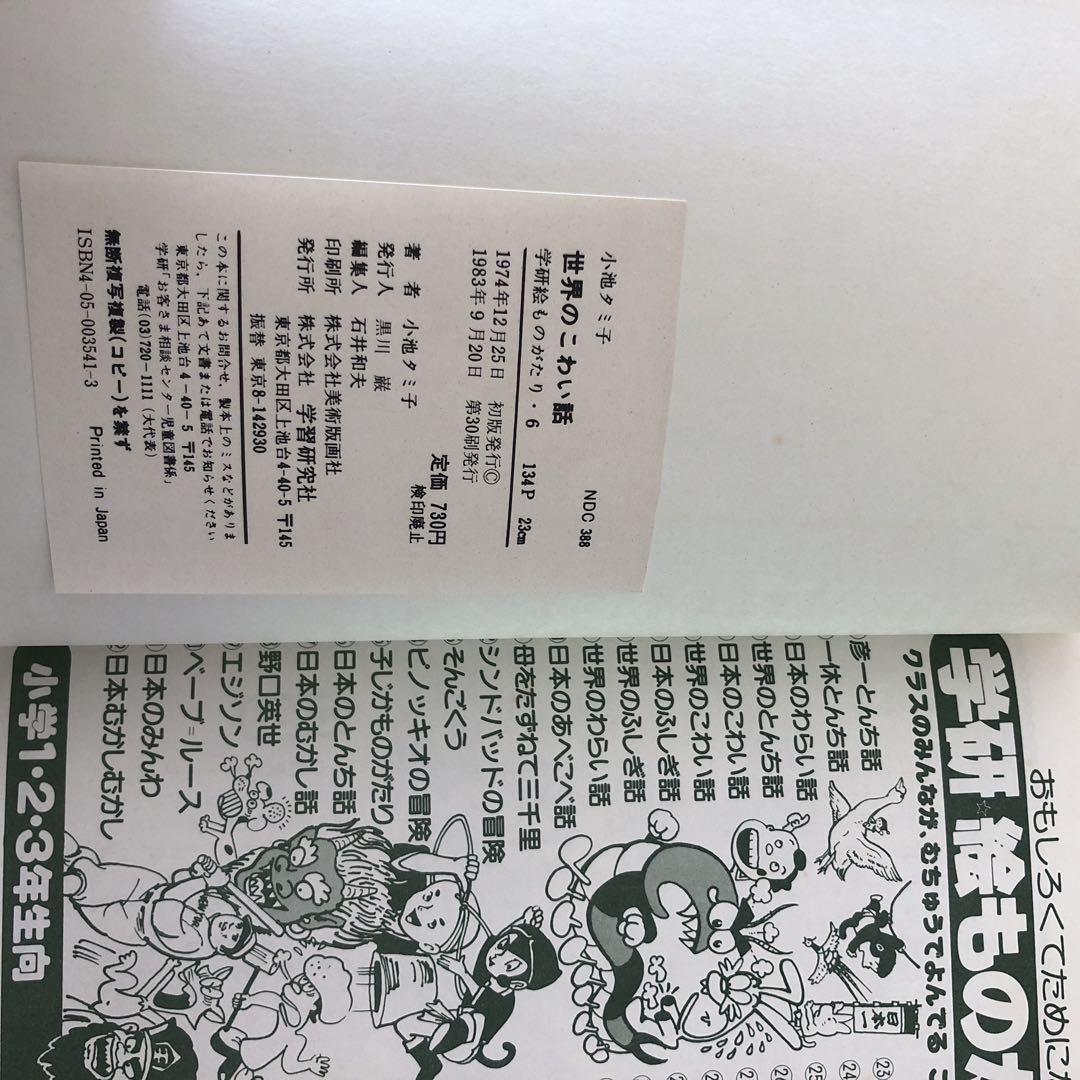 小池タミ子
世界のこわい話
NDC 388
学研絵ものがたり・6 134P 23cm
1974年12月25日 初版発行©
1983年9月20日 第30刷発行
定価 730円
検印廃止
著者 小池タミ子
発行人 黒川 巌
編集人 石井和夫
印刷所 株式会社美術版画社
発行所 株式会社 学習研究社
東京都大田区上池台4-40-5 〒145
振替 東京8-142930
この本に関するお問合せ、製本上のミスなどがありま
したら、下記あて文書または電話でお知らせください
東京都大田区上池台4-40-5 〒145
学研「お客さま相談センター児童図書係」
電話(03)720-1111(大代表)
無断複写複製(コピー)を禁ず
ISBN4-05-003541-3 Printed in Japan
おもしろくてために
学研☆絵もの
クラスのみんなが、むちゅうでよんでる
彦一とんち話
一休とんち話
日本のわらい話
世界のとんち話
日本のこわい話
世界のこわい話
日本のふしぎ話
世界のふしぎ話
世界のわらい話
日本のあべこべ話
母をたずねて三千里
シンドバッドの冒険
そんごくう
ピノッキオの冒険
子じかものがたり
日本のとんち話
日本のむかし話
野口英世
エジソン
ベーブ=ルース
日本のみんわ
日本むかしむかし
小学1・2・3年生向
日本一
㉓
㉔